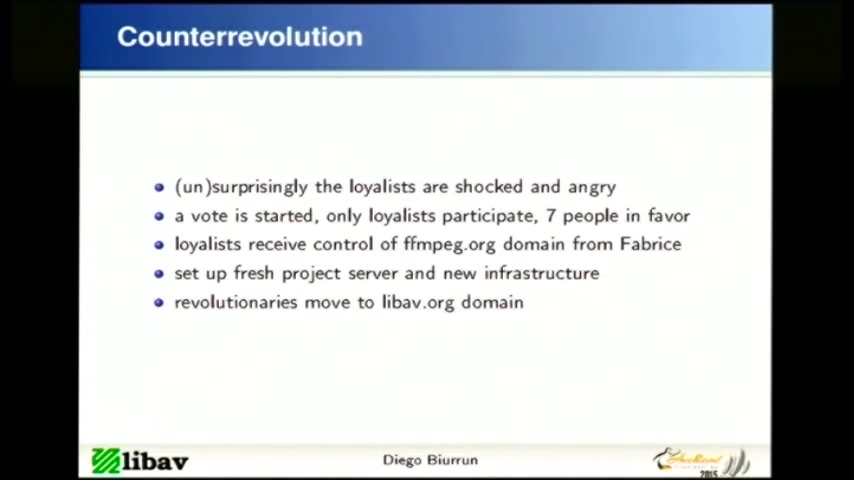 Counterrevolution
(un)surprisingly the loyalists are shocked and angry
a vote is started, only loyalists participate, 7 people in favor
loyalists receive control of ffmpeg.org domain from Fabrice
set up fresh project server and new infrastructure
revolutionaries move to libav.org domain
libav
Diego Biurrun
Auckland
2015